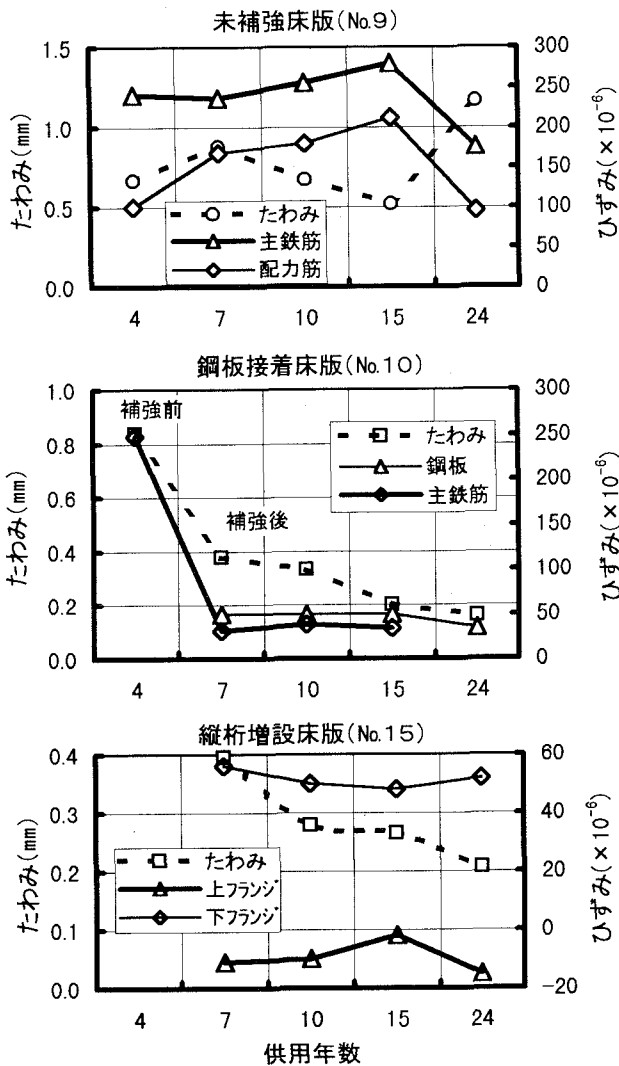 未補強床版(No.9)
1.5
1.0
0.5
0.0
たわみ(mm)
300
250
200
150
100
50
0
ひずみ(×10⁻⁶)
たわみ
主鉄筋
配力筋
4 7 10 15 24
鋼板接着床版(No.10)
1.0
0.8
0.6
0.4
0.2
0.0
たわみ(mm)
300
250
200
150
100
50
0
ひずみ(×10⁻⁶)
補強前
補強後
たわみ
鋼板
主鉄筋
4 7 10 15 24
縦桁増設床版(No.15)
0.4
0.3
0.2
0.1
0.0
たわみ(mm)
60
40
20
0
-20
ひずみ(×10⁻⁶)
たわみ
上フランジ
下フランジ
4 7 10 15 24
供用年数